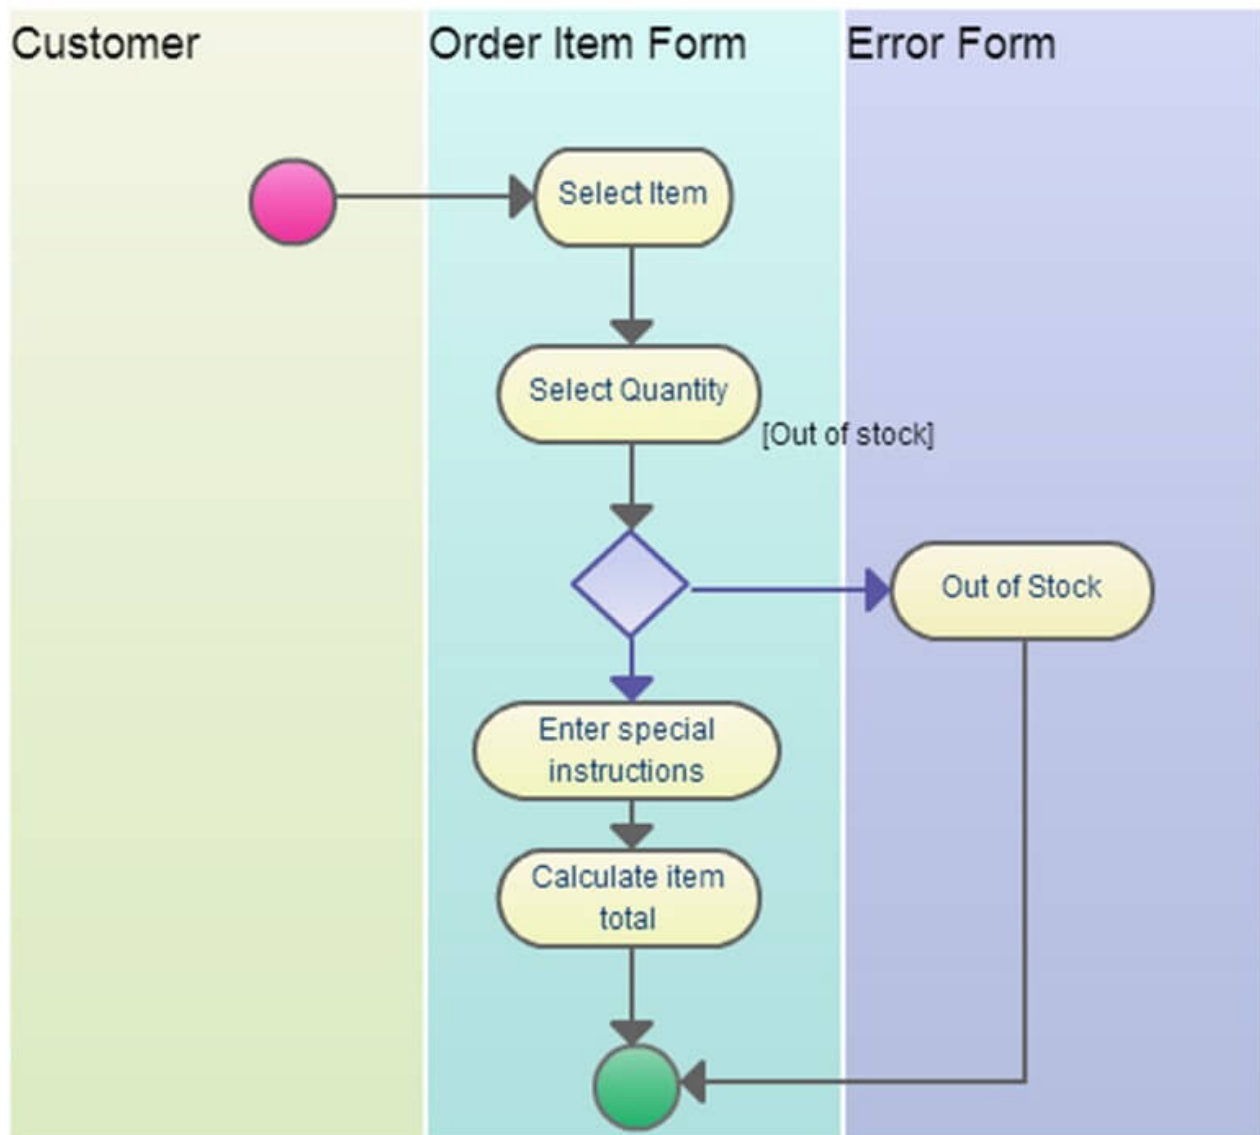 Customer
Order Item Form
Error Form
Select Item
Select Quantity
[Out of stock]
Out of Stock
Enter special
instructions
Calculate item
total